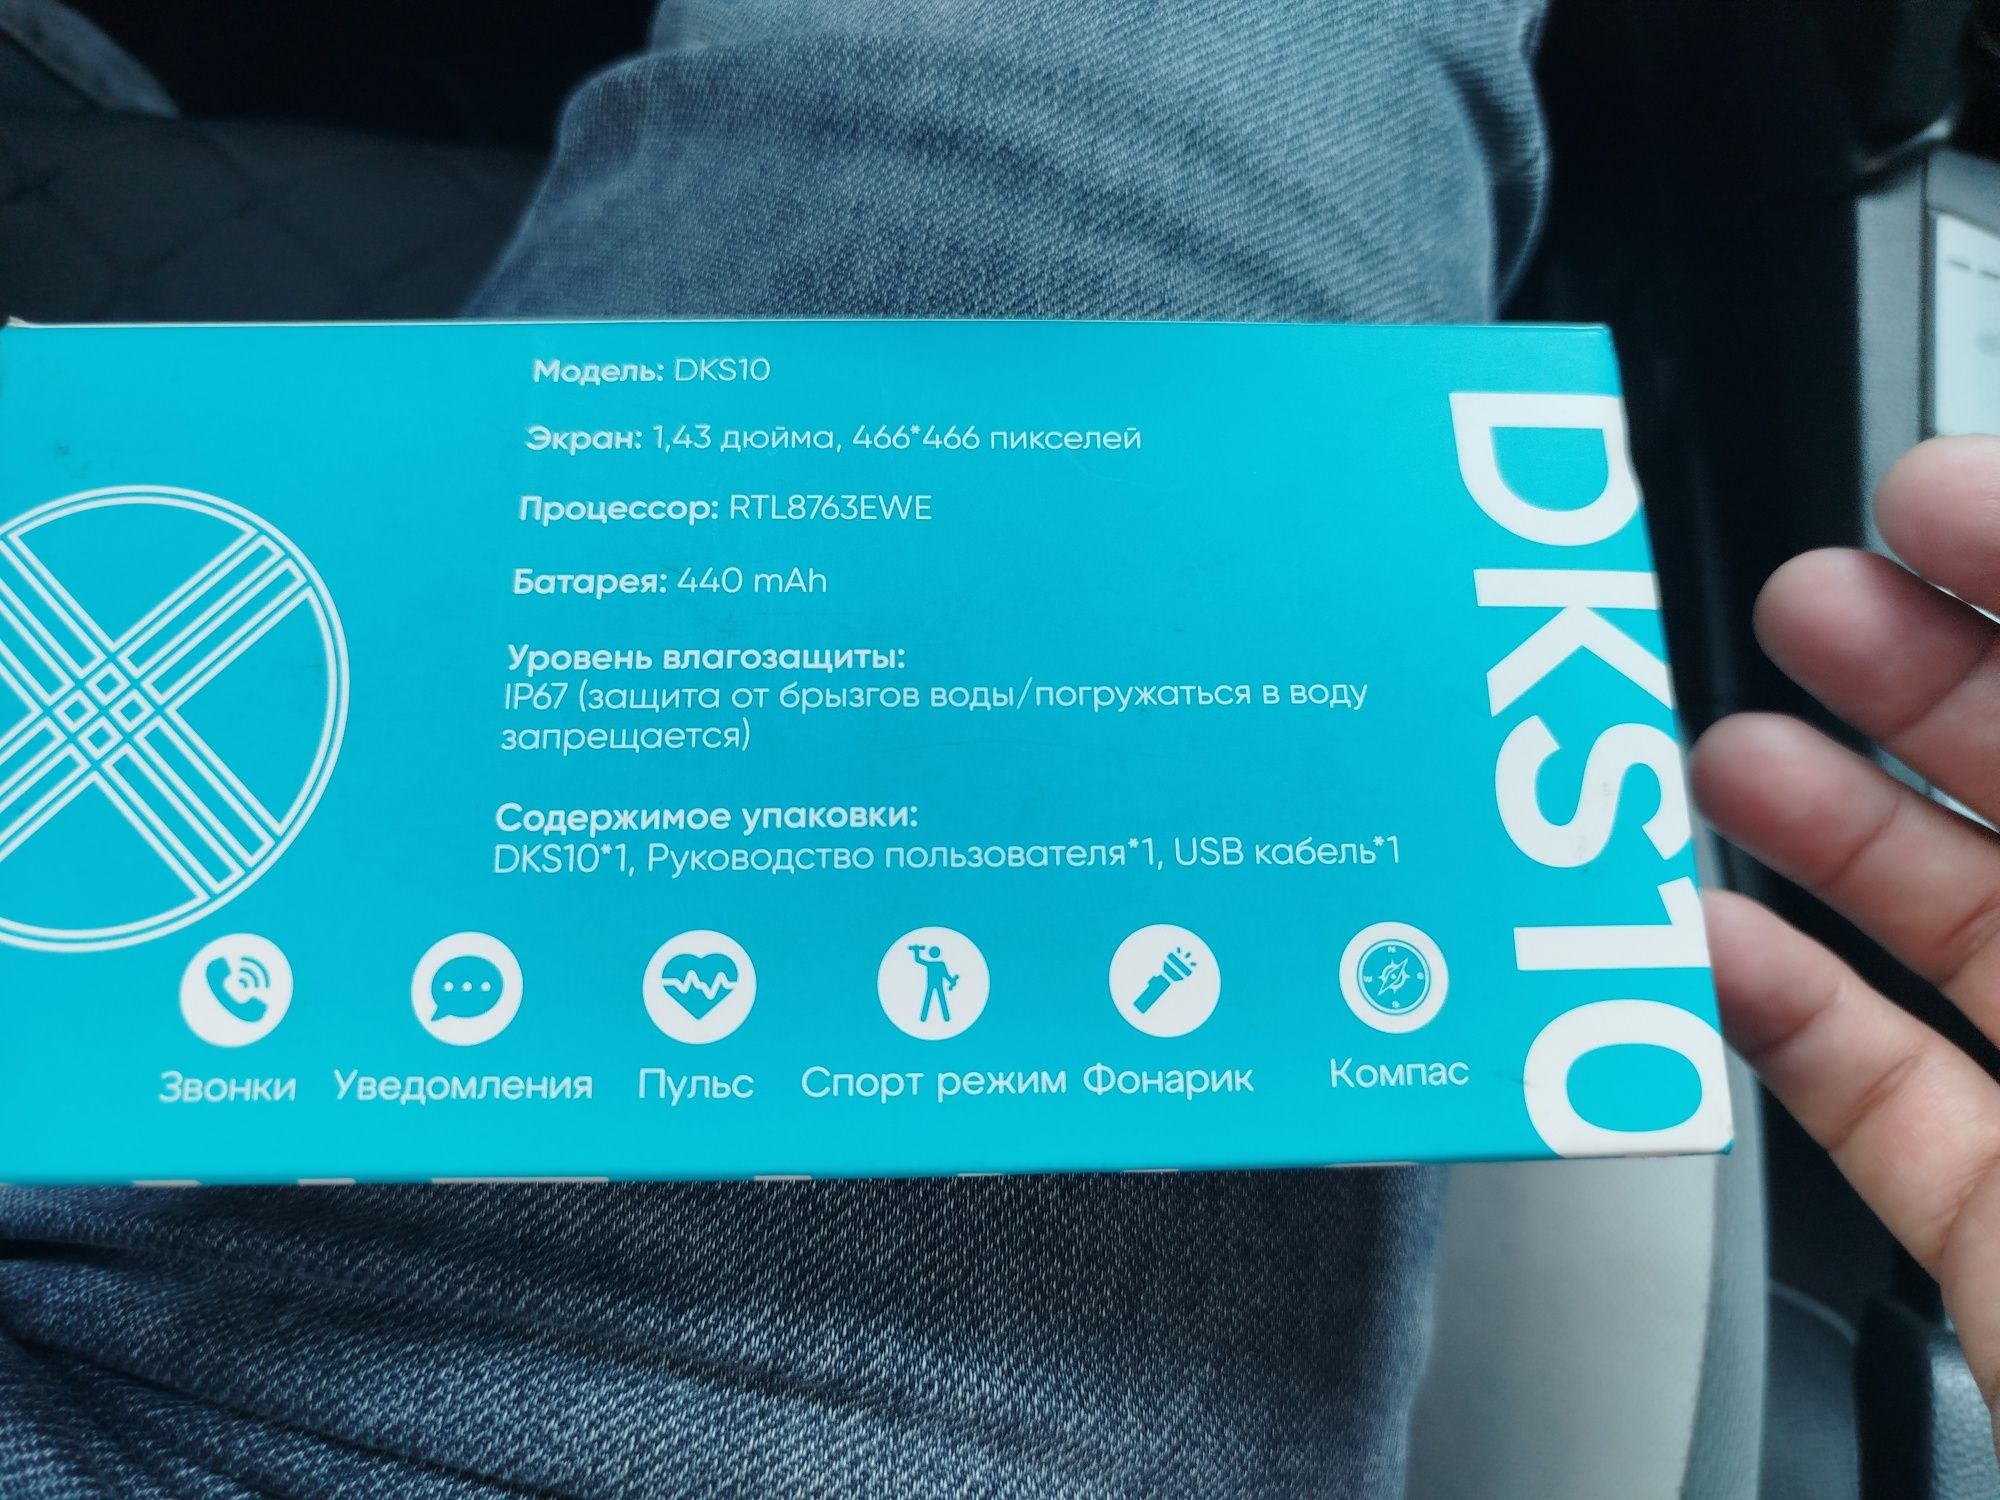 Модель: DKS10
Экран: 1,43 дюйма, 466*466 пикселей
Процессор: RTL8763EWE
Батарея: 440 mAh
Уровень влагозащиты:
IP67 (защита от брызгов воды/погружаться в воду
запрещается)
Содержимое упаковки:
DKS10*1, Руководство пользователя*1, USB кабель*1
Звонки Уведомления Пульс Спорт режим Фонарик Компас
DKS10